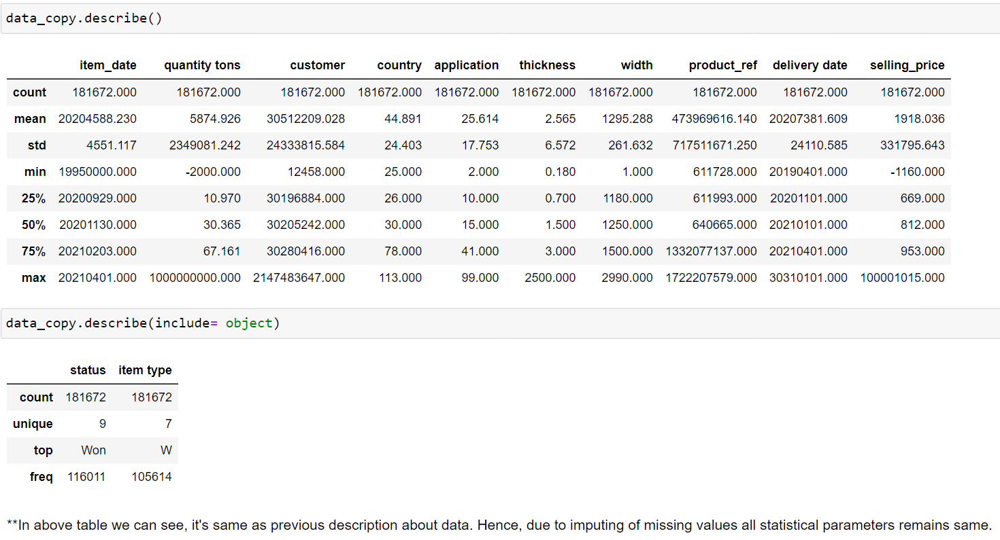 data_copy.describe()
item_date quantity tons customer country application thickness width product_ref delivery date selling_price
count 181672.000 181672.000 181672.000 181672.000 181672.000 181672.000 181672.000 181672.000 181672.000 181672.000
mean 20204588.230 5874.926 30512209.028 44.891 25.614 2.565 1295.288 473969616.140 20207381.609 1918.036
std 4551.117 2349081.242 24333815.584 24.403 17.753 6.572 261.632 717511671.250 24110.585 331795.643
min 19950000.000 -2000.000 12458.000 25.000 2.000 0.180 1.000 611728.000 20190401.000 -1160.000
25% 20200929.000 10.970 30196884.000 26.000 10.000 0.700 1180.000 611993.000 20201101.000 669.000
50% 20201130.000 30.365 30205242.000 30.000 15.000 1.500 1250.000 640665.000 20210101.000 812.000
75% 20210203.000 67.161 30280416.000 78.000 41.000 3.000 1500.000 1332077137.000 20210401.000 953.000
max 20210401.000 1000000000.000 2147483647.000 113.000 99.000 2500.000 2990.000 1722207579.000 30310101.000 100001015.000
data_copy.describe(include= object)
status item type
count 181672 181672
unique 9 7
top Won W
freq 116011 105614
**In above table we can see, it's same as previous description about data. Hence, due to imputing of missing values all statistical parameters remains same.